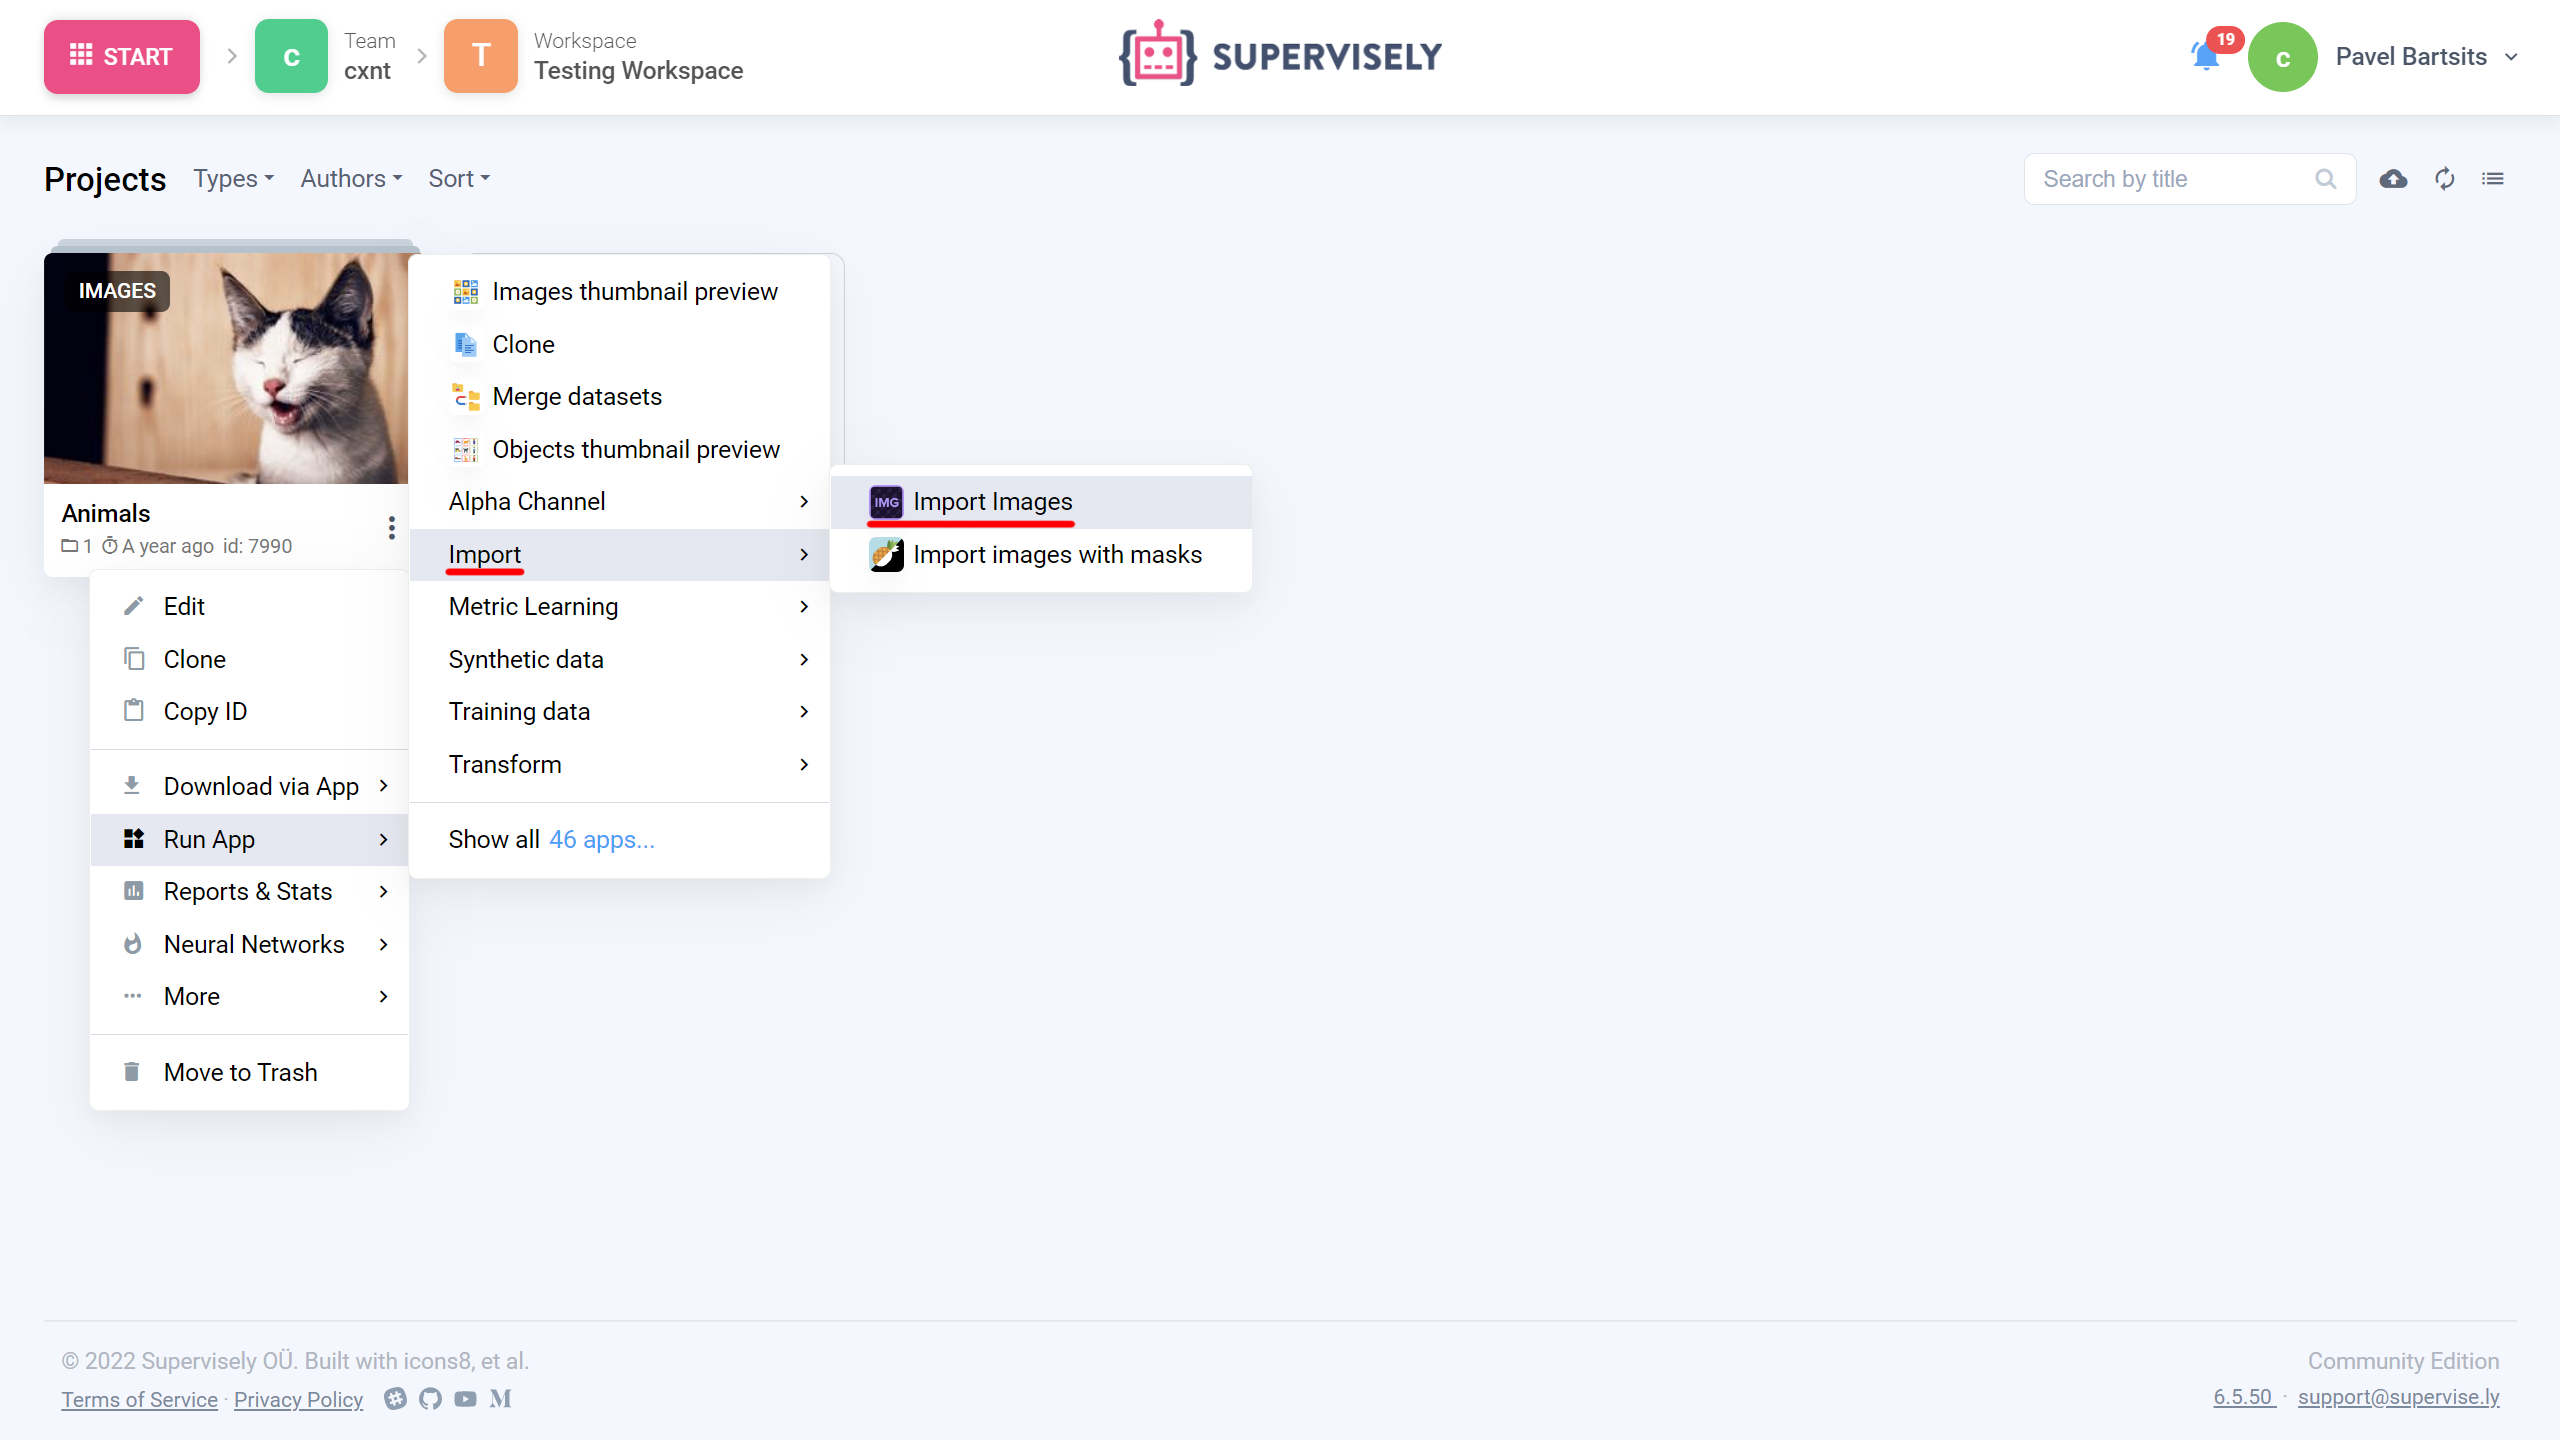 START
c
Team
cxnt
T
Workspace
Testing Workspace
SUPERVISELY
19
c
Pavel Bartsits
Projects
Types
Authors
Sort
Search by title
IMAGES
Animals
1 A year ago id: 7990
Edit
Clone
Copy ID
Download via App
Run App
Reports & Stats
Neural Networks
More
Move to Trash
Images thumbnail preview
Clone
Merge datasets
Objects thumbnail preview
Alpha Channel
Import
Metric Learning
Synthetic data
Training data
Transform
Show all 46 apps...
IMG Import Images
Import images with masks
© 2022 Supervisely OÜ. Built with icons8, et al.
Terms of Service · Privacy Policy
Community Edition
6.5.50 · support@supervise.ly